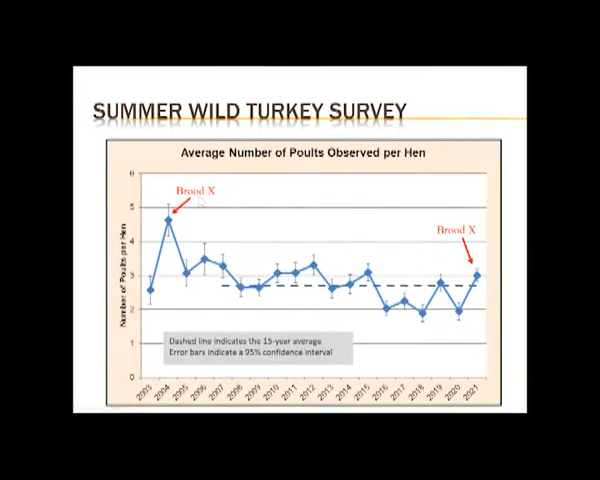 SUMMER WILD TURKEY SURVEY
Average Number of Poults Observed per Hen
Number of Poults per Hen
6
5
4
3
2
1
0
Brood X
Brood X
Dashed line indicates the 15-year average
Error bars indicate a 95% confidence interval
2003 2004 2005 2006 2007 2008 2009 2010 2011 2012 2013 2014 2015 2016 2017 2018 2019 2020 2021